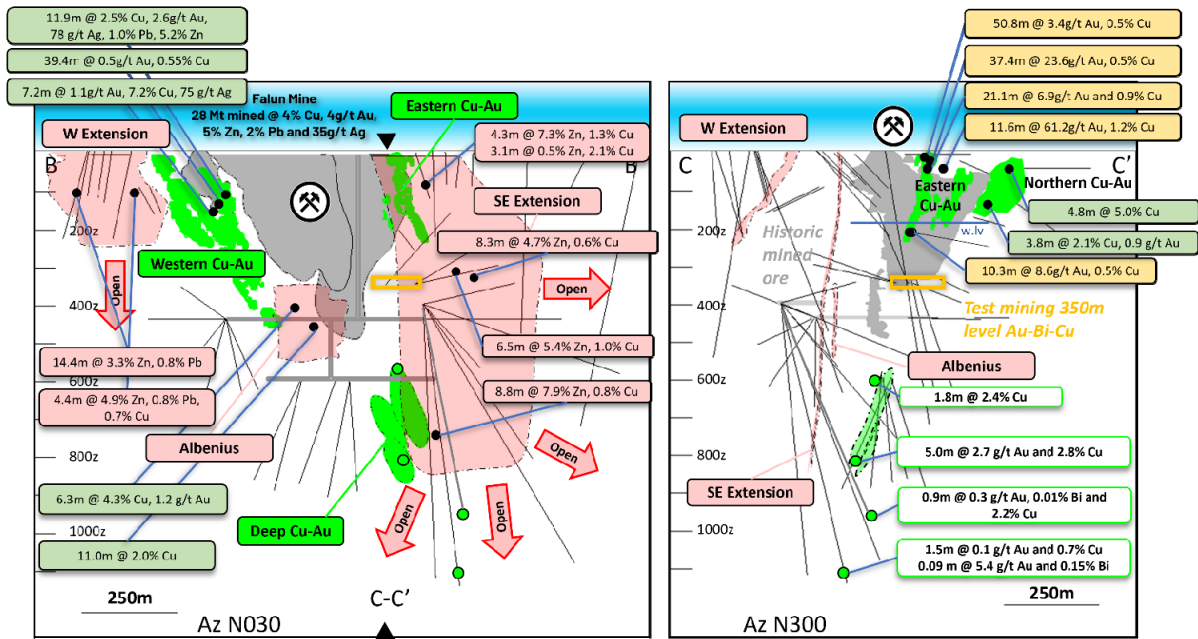 11.9m @ 2.5% Cu, 2.6g/t Au,
78 g/t Ag, 1.0% Pb, 5.2% Zn
39.4m @ 0.5g/t Au, 0.55% Cu
7.2m @ 1.1g/t Au, 7.2% Cu, 75 g/t Ag
Falun Mine
28 Mt mined @ 4% Cu, 4g/t Au,
5% Zn, 2% Pb and 35g/t Ag
Eastern Cu-Au
W Extension
4.3m @ 7.3% Zn, 1.3% Cu
3.1m @ 0.5% Zn, 2.1% Cu
B
B'
SE Extension
200z
Western Cu-Au
8.3m @ 4.7% Zn, 0.6% Cu
Open
Open
400z
6.5m @ 5.4% Zn, 1.0% Cu
14.4m @ 3.3% Zn, 0.8% Pb
600z
4.4m @ 4.9% Zn, 0.8% Pb,
0.7% Cu
8.8m @ 7.9% Zn, 0.8% Cu
Albenius
800z
Open
6.3m @ 4.3% Cu, 1.2 g/t Au
Deep Cu-Au
Open
Open
1000z
11.0m @ 2.0% Cu
250m
C-C’
Az N030
50.8m @ 3.4g/t Au, 0.5% Cu
37.4m @ 23.6g/t Au, 0.5% Cu
21.1m @ 6.9g/t Au and 0.9% Cu
11.6m @ 61.2g/t Au, 1.2% Cu
W Extension
C
C’
Eastern
Cu-Au
Northern Cu-Au
4.8m @ 5.0% Cu
200z
Historic
mined
ore
w.lv
3.8m @ 2.1% Cu, 0.9 g/t Au
10.3m @ 8.6g/t Au, 0.5% Cu
400z
Test mining 350m
level Au-Bi-Cu
Albenius
600z
1.8m @ 2.4% Cu
5.0m @ 2.7 g/t Au and 2.8% Cu
800z
SE Extension
0.9m @ 0.3 g/t Au, 0.01% Bi and
2.2% Cu
1000z
1.5m @ 0.1 g/t Au and 0.7% Cu
0.09 m @ 5.4 g/t Au and 0.15% Bi
250m
Az N300